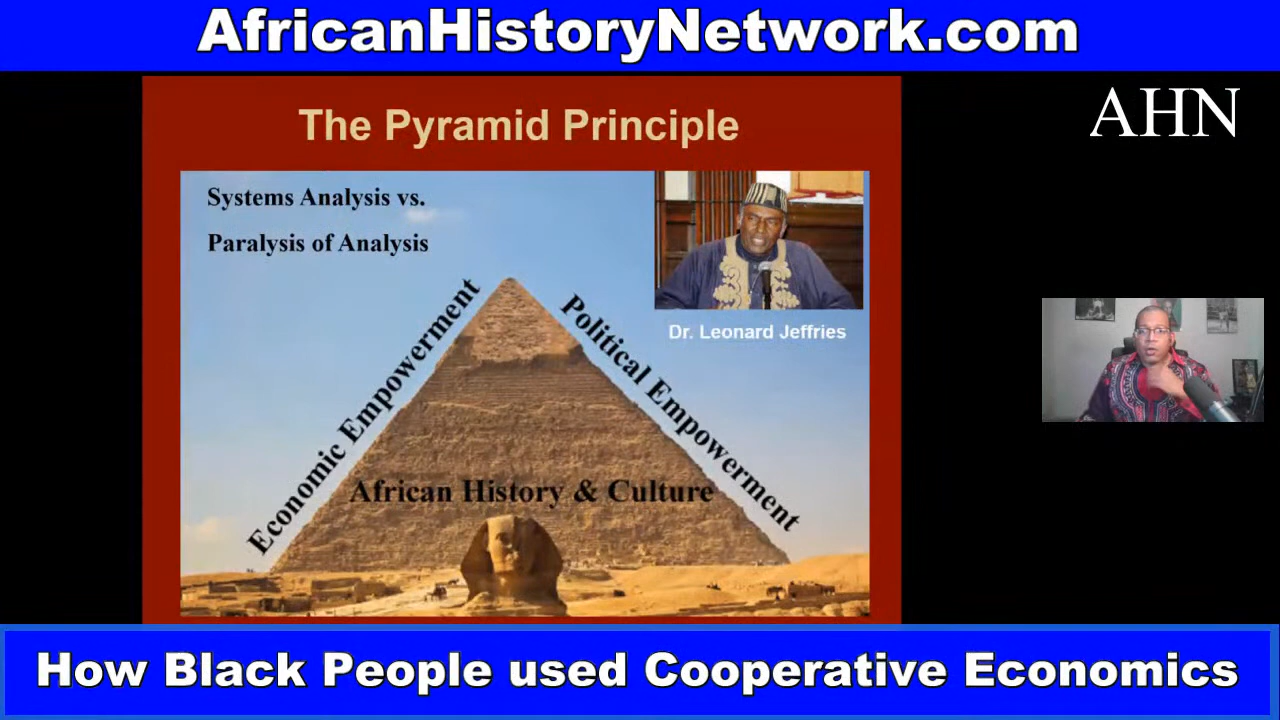 AfricanHistoryNetwork.com
AHN
The Pyramid Principle
Systems Analysis vs.
Paralysis of Analysis
Dr. Leonard Jeffries
Economic Empowerment
Political Empowerment
African History & Culture
How Black People used Cooperative Economics